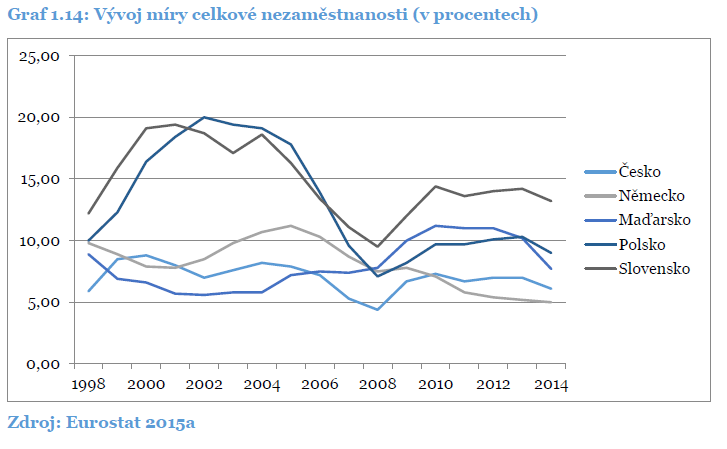 Graf 1.14: Vývoj míry celkové nezaměstnanosti (v procentech)
25,00
20,00
15,00
10,00
5,00
0,00
1998 2000 2002 2004 2006 2008 2010 2012 2014
Česko
Německo
Maďarsko
Polsko
Slovensko
Zdroj: Eurostat 2015a